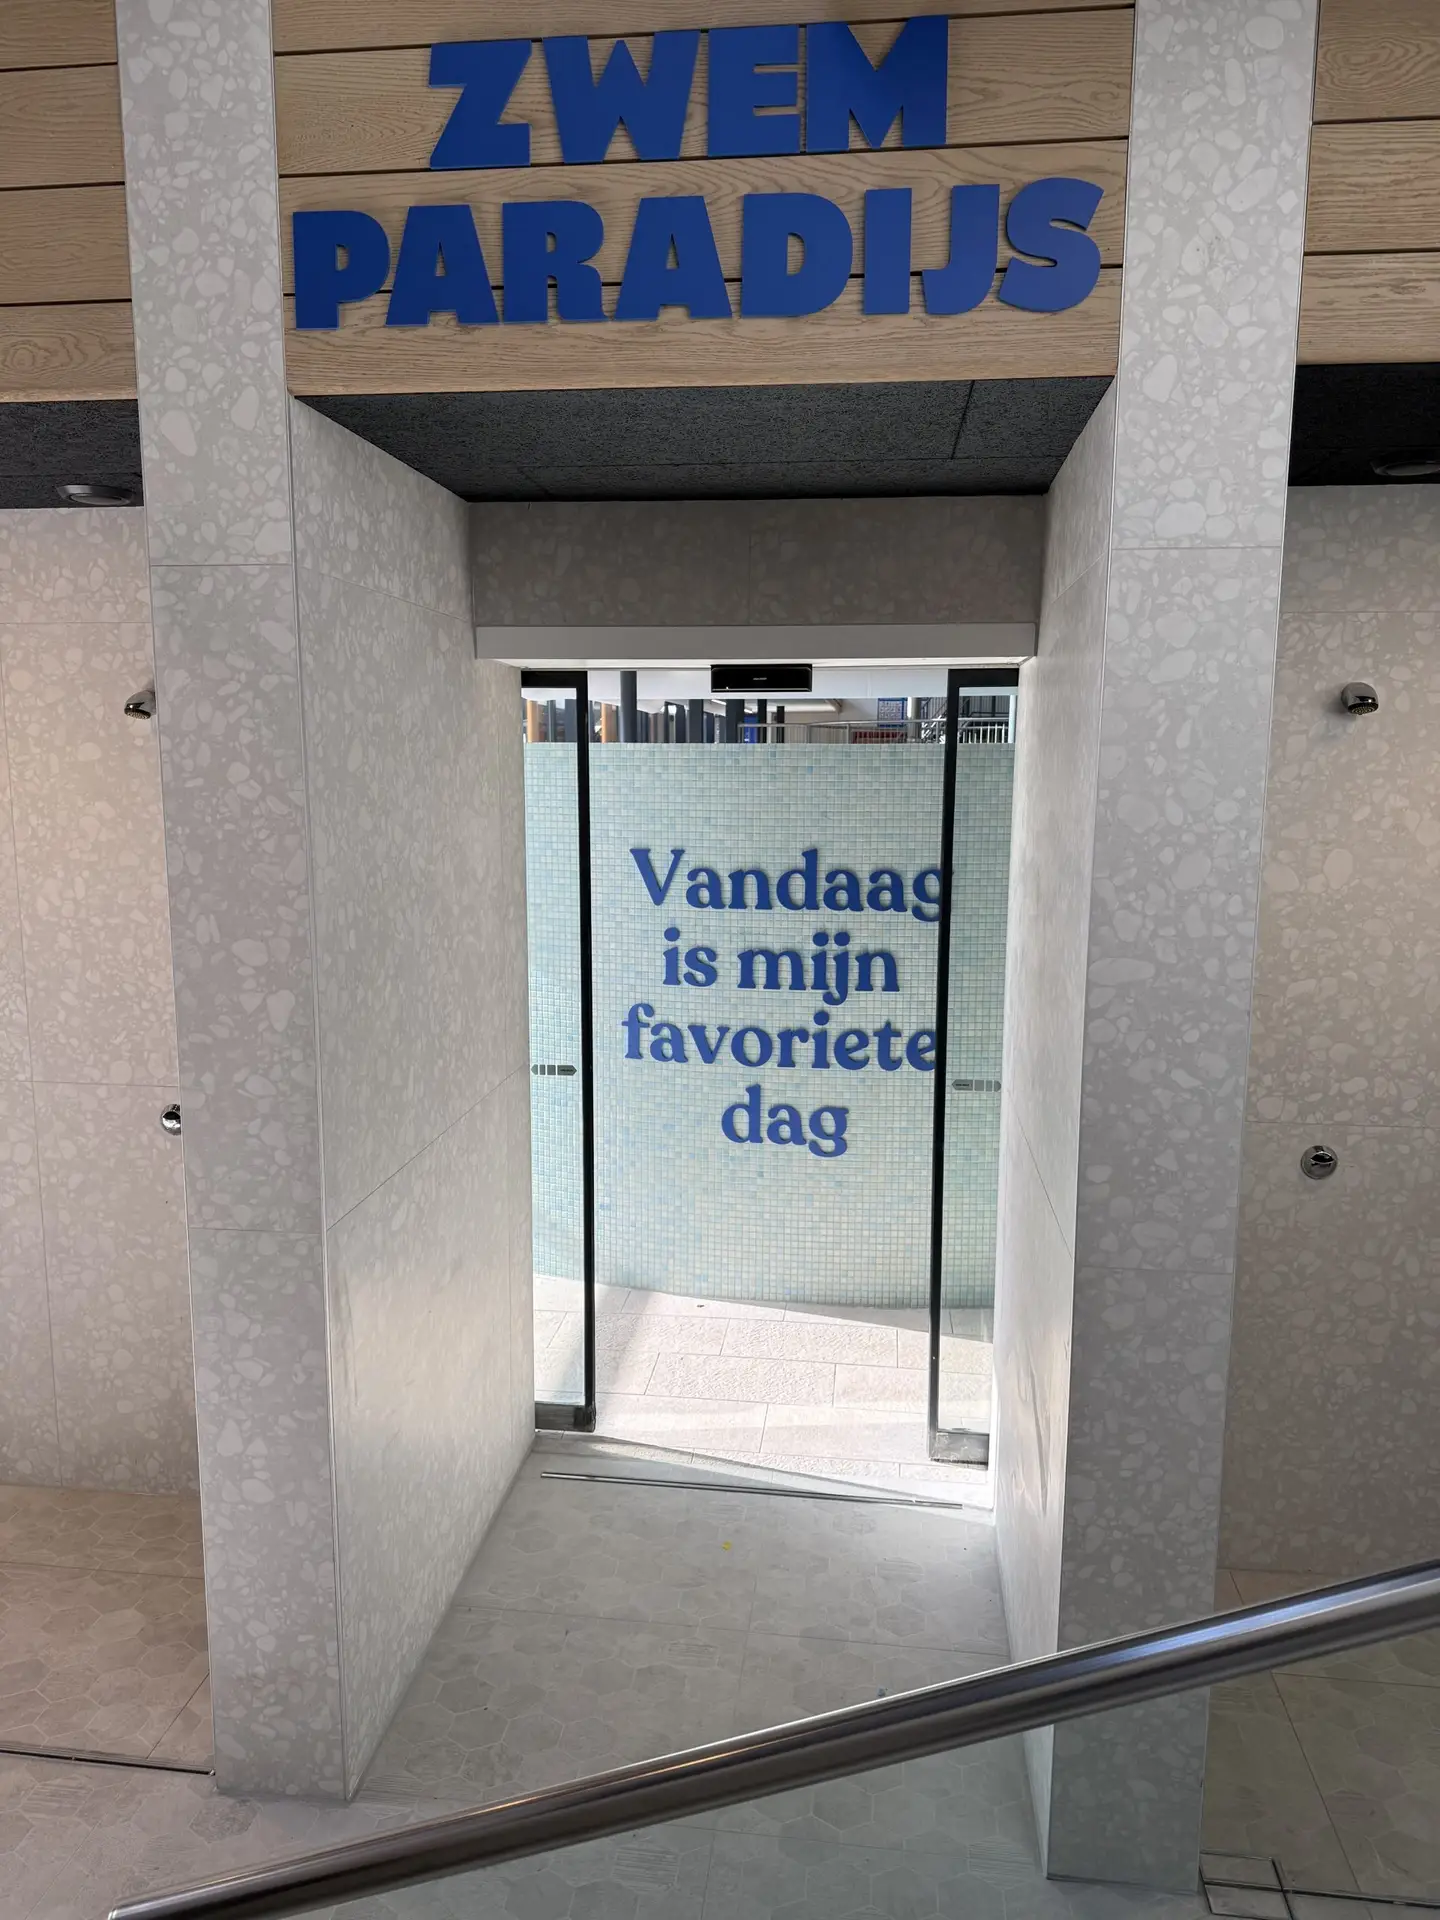 ZWEM
PARADIJS
Vandaag
is mijn
favoriete
dag